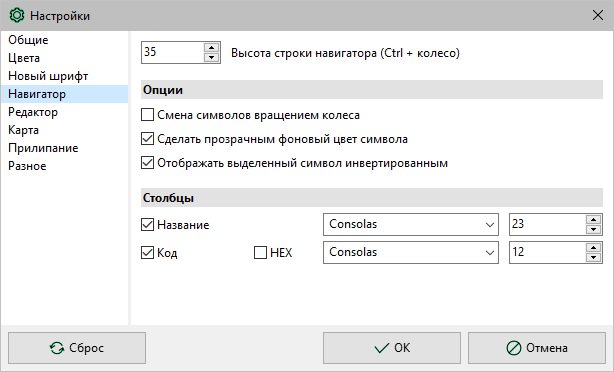 Настройки
Общие
Цвета
Новый шрифт
Навигатор
Редактор
Карта
Прилипание
Разное
35 Высота строки навигатора (Ctrl + колесо)
Опции
Смена символов вращением колеса
Сделать прозрачным фоновый цвет символа
Отображать выделенный символ инвертированным
Столбцы
Название Consolas 23
Код HEX Consolas 12
Сброс OK Отмена